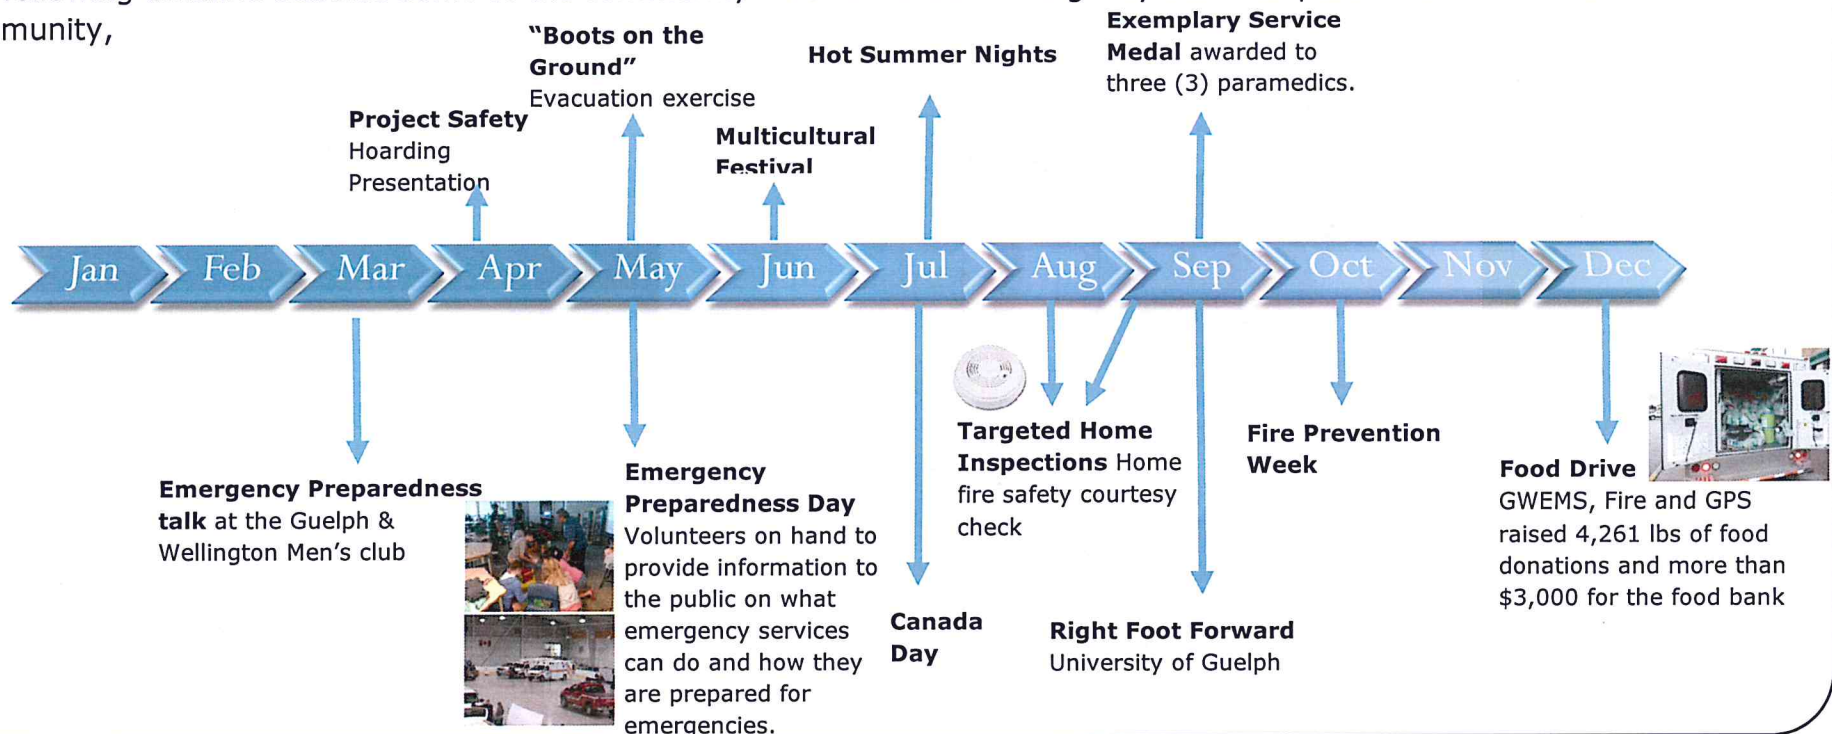 munity,
"Boots on the
Ground"
Evacuation exercise
Hot Summer Nights
Exemplary Service
Medal awarded to
three (3) paramedics.
Project Safety
Hoarding
Presentation
Multicultural
Festival
Jan Feb Mar Apr May Jun Jul Aug Sep Oct Nov Dec
Emergency Preparedness
talk at the Guelph &
Wellington Men's club
Emergency
Preparedness Day
Volunteers on hand to
provide information to
the public on what
emergency services
can do and how they
are prepared for
emergencies.
Canada
Day
Targeted Home
Inspections Home
fire safety courtesy
check
Right Foot Forward
University of Guelph
Fire Prevention
Week
Food Drive
GWEMS, Fire and GPS
raised 4,261 lbs of food
donations and more than
$3,000 for the food bank